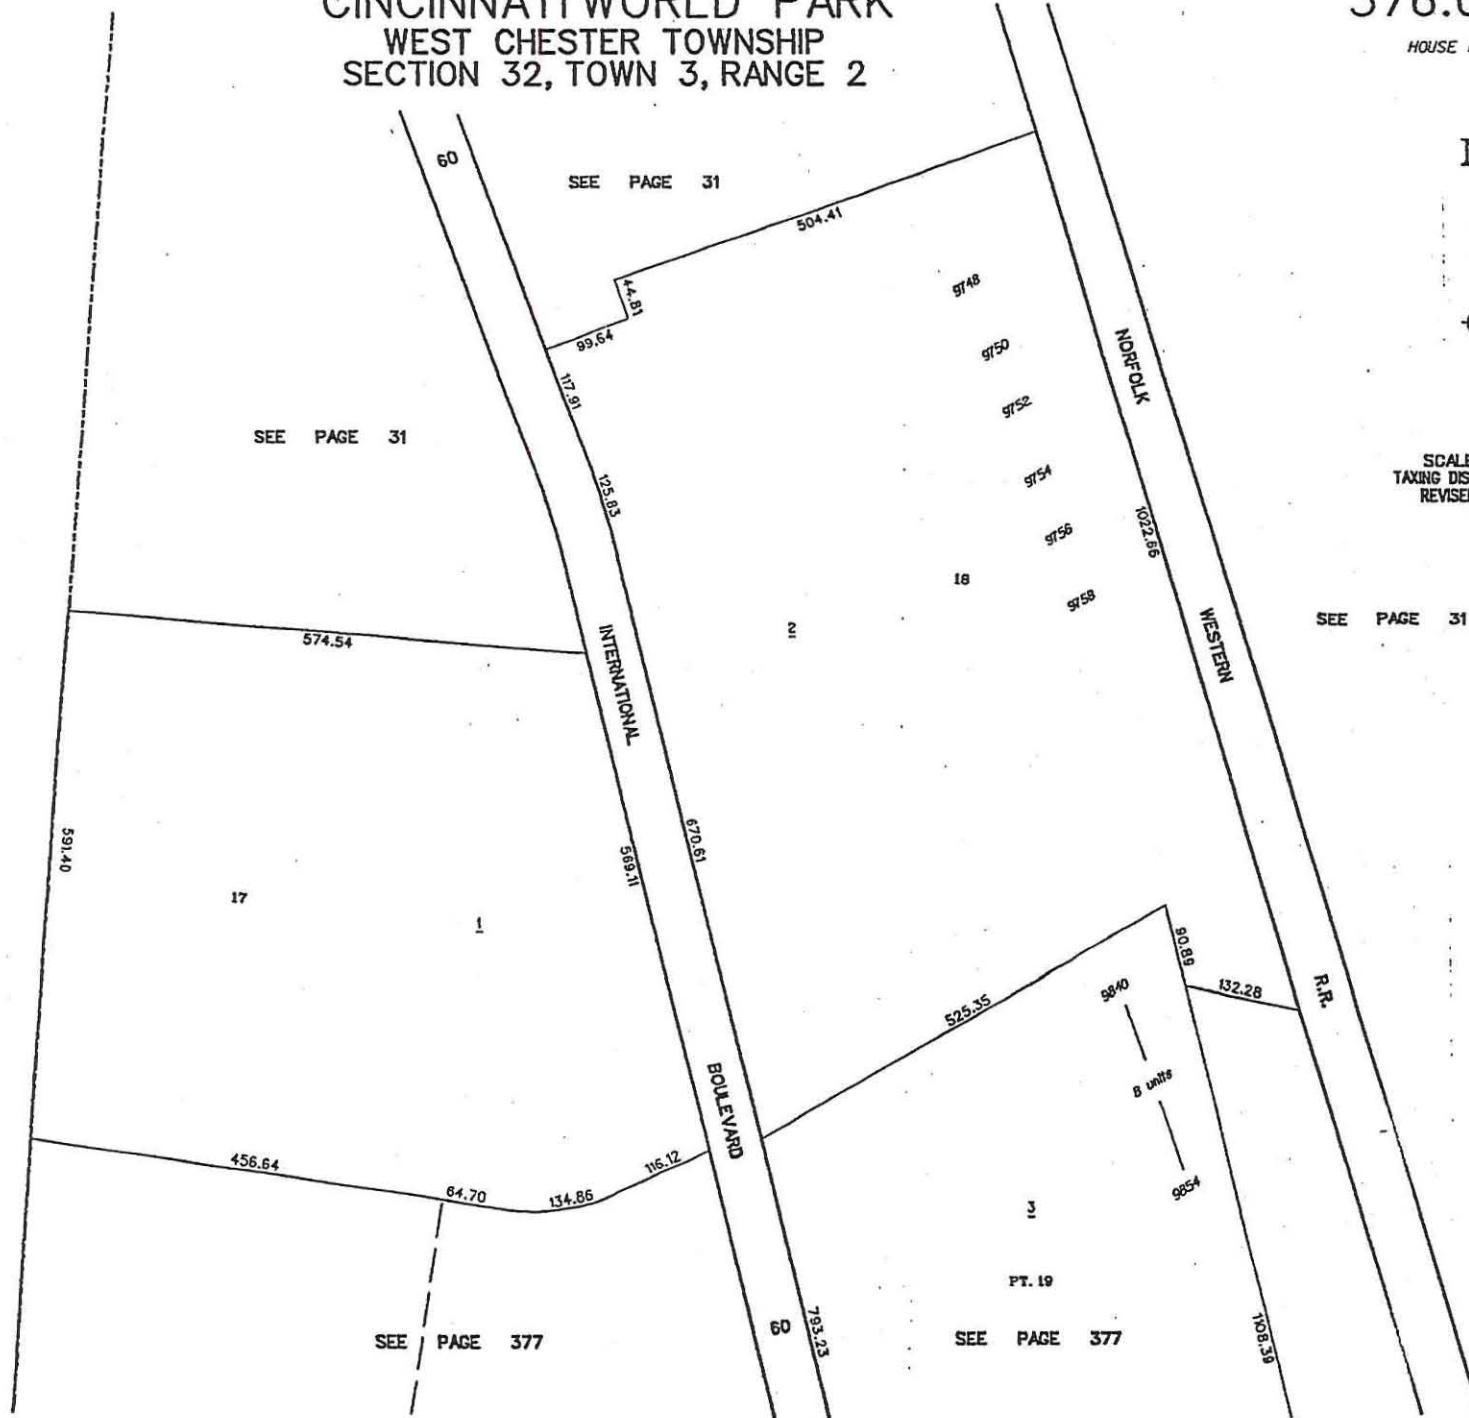 CINCINNATI WORLD PARK
WEST CHESTER TOWNSHIP
SECTION 32, TOWN 3, RANGE 2
HOUSE
60
SEE PAGE 31
504.41
44.81
99.64
117.91
125.83
9748
9750
9752
9754
9756
9758
NORFOLK
WESTERN
R.R.
1022.66
SCALE
TAXING DIS
REVISE
SEE PAGE 31
SEE PAGE 31
18
2
574.54
INTERNATIONAL
BOULEVARD
670.61
569.11
591.40
17
1
90.89
132.28
525.35
9840
8 units
9854
456.64
64.70
134.86
116.12
3
PT. 19
60
793.23
1108.39
SEE PAGE 377
SEE PAGE 377